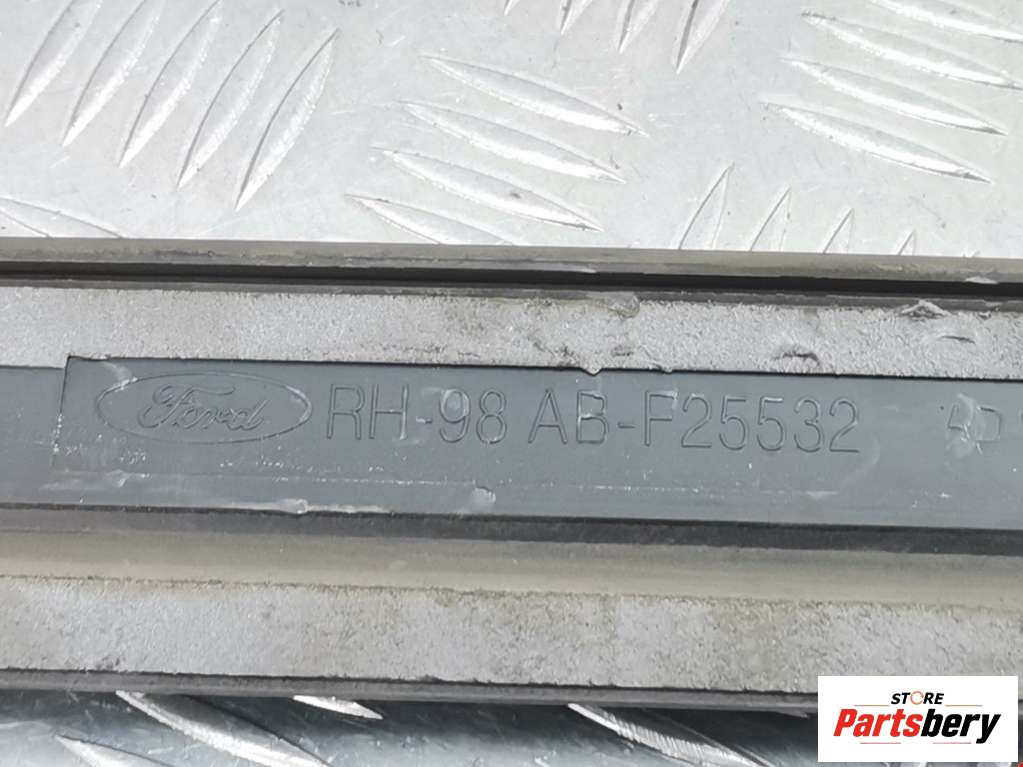 Ford RH-98 AB-F25532
STORE
Partsbery